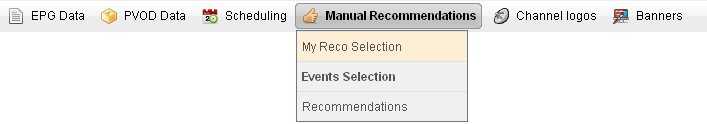 EPG Data PVOD Data Scheduling Manual Recommendations Channel logos Banners
My Reco Selection
Events Selection
Recommendations